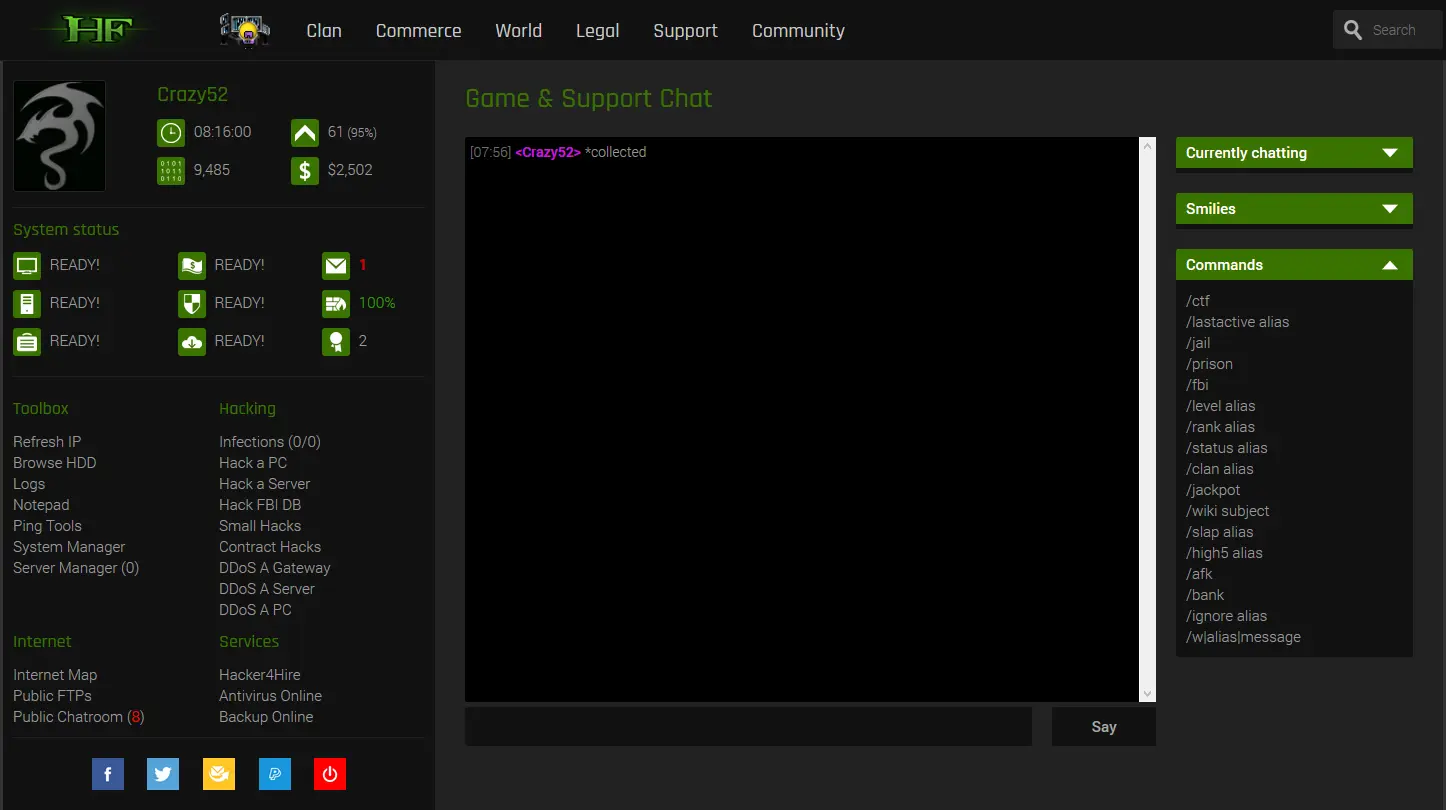 HF
Clan Commerce World Legal Support Community
Search
Crazy52
08:16:00 61 (95%)
9,485 $2,502
System status
READY! READY! 1
READY! READY! 100%
READY! READY! 2
Toolbox
Refresh IP
Browse HDD
Logs
Notepad
Ping Tools
System Manager
Server Manager (0)
Hacking
Infections (0/0)
Hack a PC
Hack a Server
Hack FBI DB
Small Hacks
Contract Hacks
DDoS A Gateway
DDoS A Server
DDoS A PC
Internet
Internet Map
Public FTPs
Public Chatroom (8)
Services
Hacker4Hire
Antivirus Online
Backup Online
Game & Support Chat
[07:56] <Crazy52> *collected
Say
Currently chatting
Smilies
Commands
/ctf
/lastactive alias
/jail
/prison
/fbi
/level alias
/rank alias
/status alias
/clan alias
/jackpot
/wiki subject
/slap alias
/high5 alias
/afk
/bank
/ignore alias
/w|alias|message